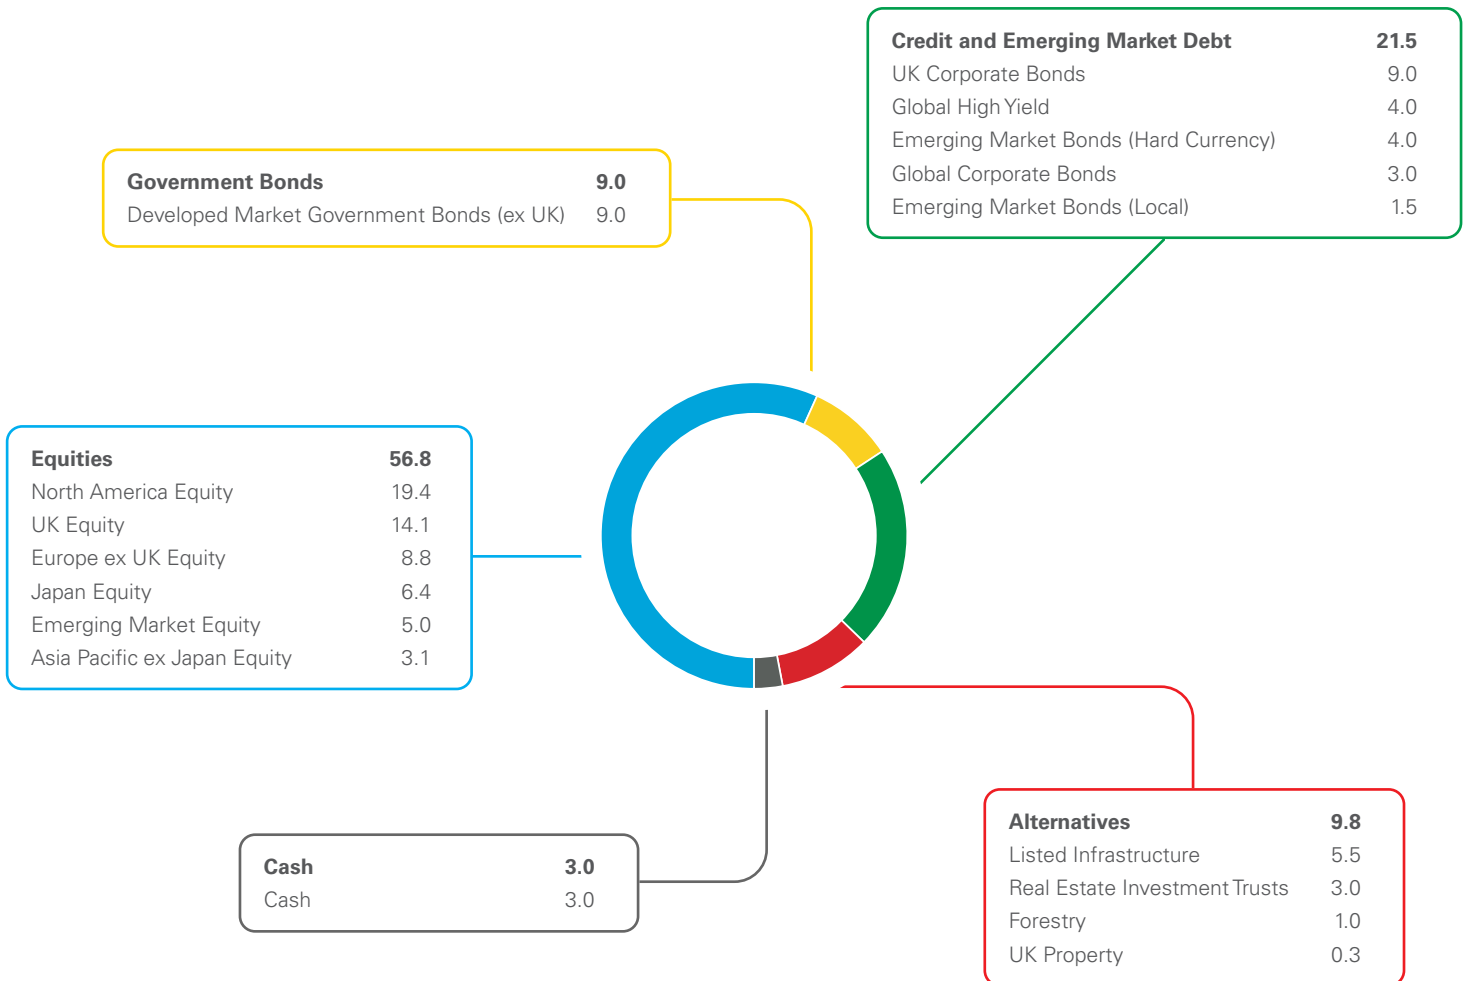 Credit and Emerging Market Debt 21.5
UK Corporate Bonds 9.0
Global High Yield 4.0
Emerging Market Bonds (Hard Currency) 4.0
Global Corporate Bonds 3.0
Emerging Market Bonds (Local) 1.5
Government Bonds 9.0
Developed Market Government Bonds (ex UK) 9.0
Equities 56.8
North America Equity 19.4
UK Equity 14.1
Europe ex UK Equity 8.8
Japan Equity 6.4
Emerging Market Equity 5.0
Asia Pacific ex Japan Equity 3.1
Alternatives 9.8
Listed Infrastructure 5.5
Real Estate Investment Trusts 3.0
Forestry 1.0
UK Property 0.3
Cash 3.0
Cash 3.0